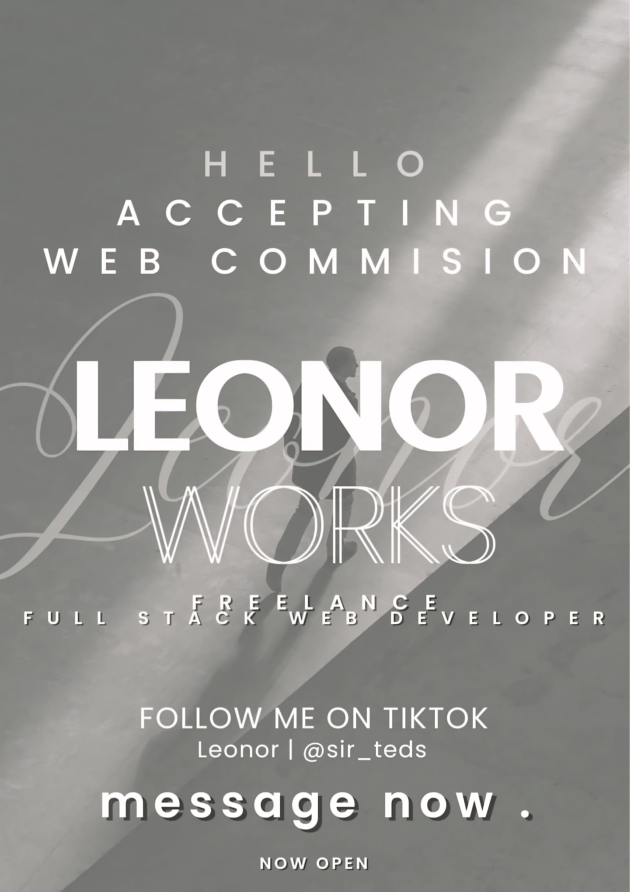 HELLO
ACCEPTING
WEB COMMISION
Leonor
LEONOR
WORKS
FREELANCE
FULL STACK WEB DEVELOPER
FOLLOW ME ON TIKTOK
Leonor | @sir_teds
message now .
NOW OPEN